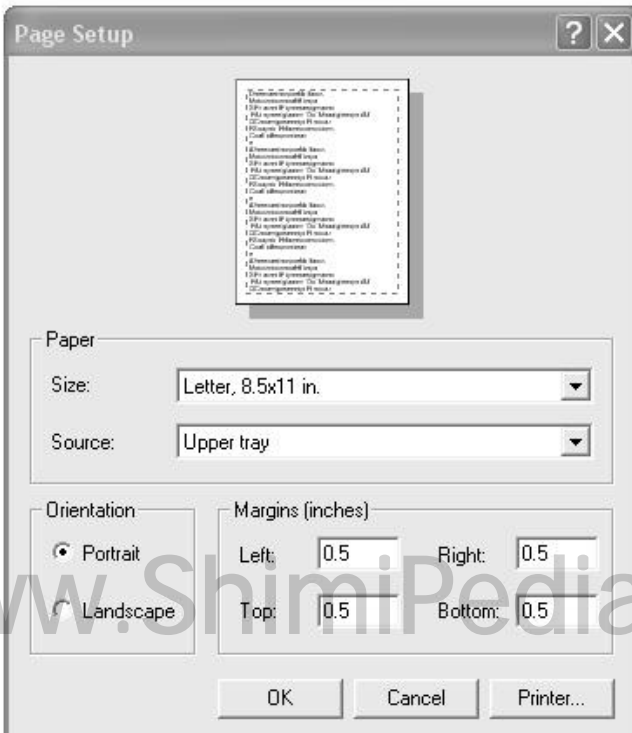 Page Setup
Paper
Size: Letter, 8.5x11 in.
Source: Upper tray
Orientation
Portrait
Landscape
Margins (inches)
Left: 0.5 Right: 0.5
Top: 0.5 Bottom: 0.5
OK Cancel Printer...
w.ShimiPedia